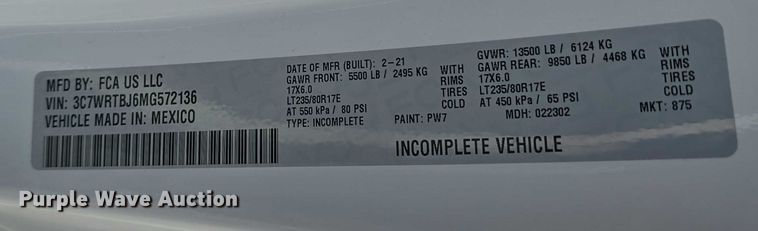 MFD BY: FCA US LLC
VIN: 3C7WRTBJ6MG572136
VEHICLE MADE IN: MEXICO
DATE OF MFR (BUILT): 2-21
GAWR FRONT: 5500 LB / 2495 KG WITH
17X6.0 RIMS
LT235/80R17E TIRES
AT 550 kPa / 80 PSI COLD
TYPE: INCOMPLETE PAINT: PW7
GVWR: 13500 LB / 6124 KG
GAWR REAR: 9850 LB / 4468 KG WITH
17X6.0 RIMS
LT235/80R17E TIRES
AT 450 kPa / 65 PSI COLD
MDH: 022302 MKT: 875
INCOMPLETE VEHICLE
Purple Wave Auction